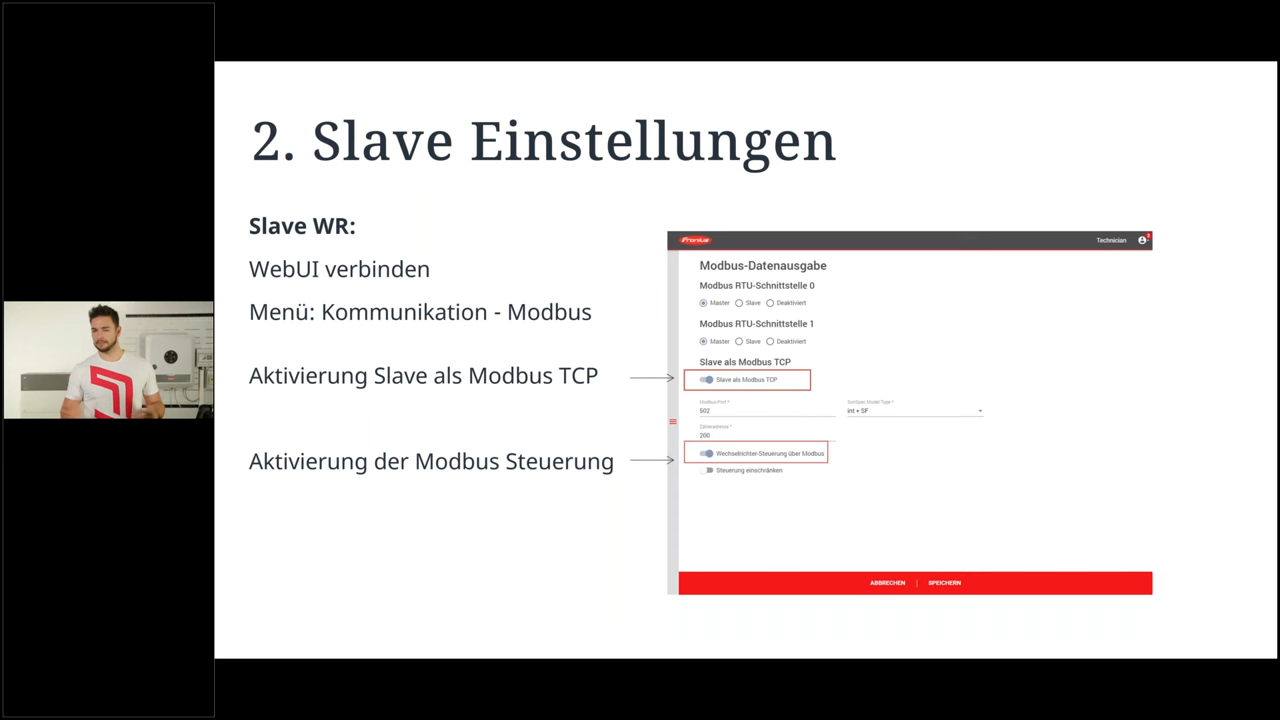 2. Slave Einstellungen
Slave WR:
WebUI verbinden
Menü: Kommunikation - Modbus
Aktivierung Slave als Modbus TCP
Aktivierung der Modbus Steuerung
Fronius
Technician
2
Modbus-Datenausgabe
Modbus RTU-Schnittstelle 0
Master Slave Deaktiviert
Modbus RTU-Schnittstelle 1
Master Slave Deaktiviert
Slave als Modbus TCP
Slave als Modbus TCP
Modbus-Port * SunSpec Model Type *
502 int + SF
Zähleradresse *
200
Wechselrichter-Steuerung über Modbus
Steuerung einschränken
ABBRECHEN | SPEICHERN